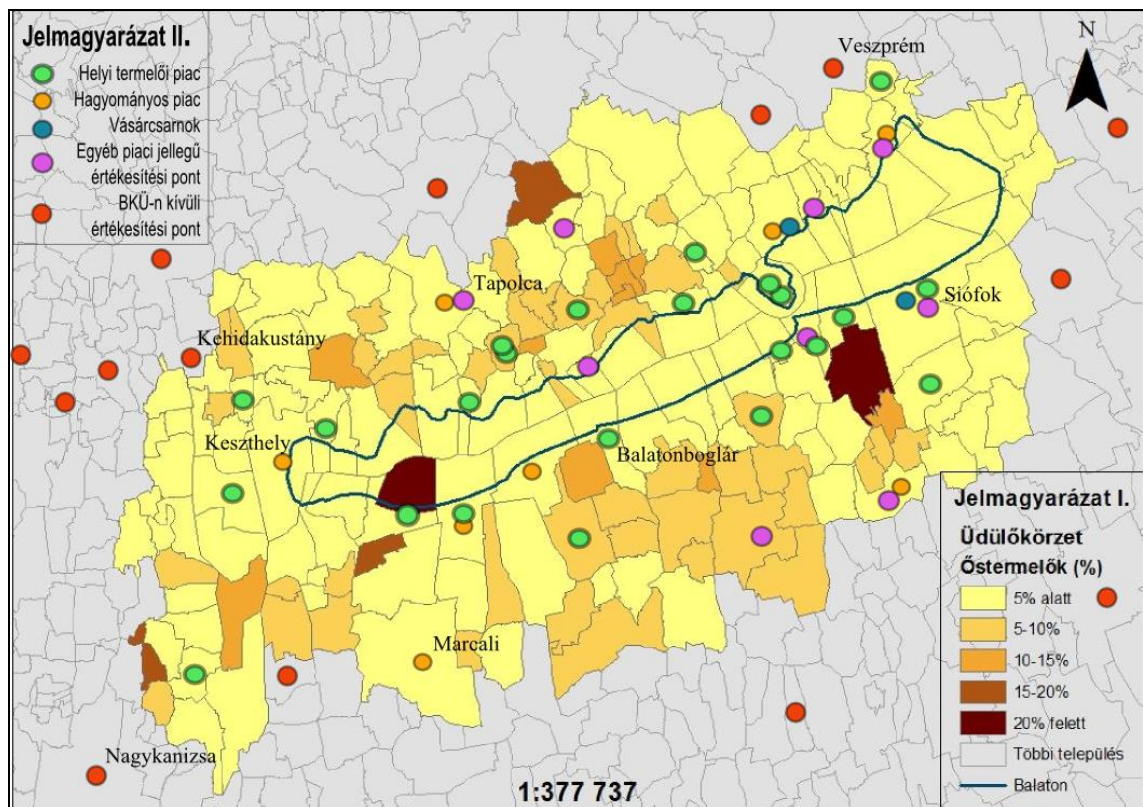 Jelmagyarázat II.
Helyi termelői piac
Hagyományos piac
Vásárcsarnok
Egyéb piaci jellegű
értékesítési pont
BKÜ-n kívüli
értékesítési pont
Veszprém
N
Tapolca
Siófok
Kehidakustány
Keszthely
Balatonboglár
Marcali
Nagykanizsa
1:377 737
Jelmagyarázat I.
Üdülőkörzet
Őstermelők (%)
5% alatt
5-10%
10-15%
15-20%
20% felett
Többi település
Balaton